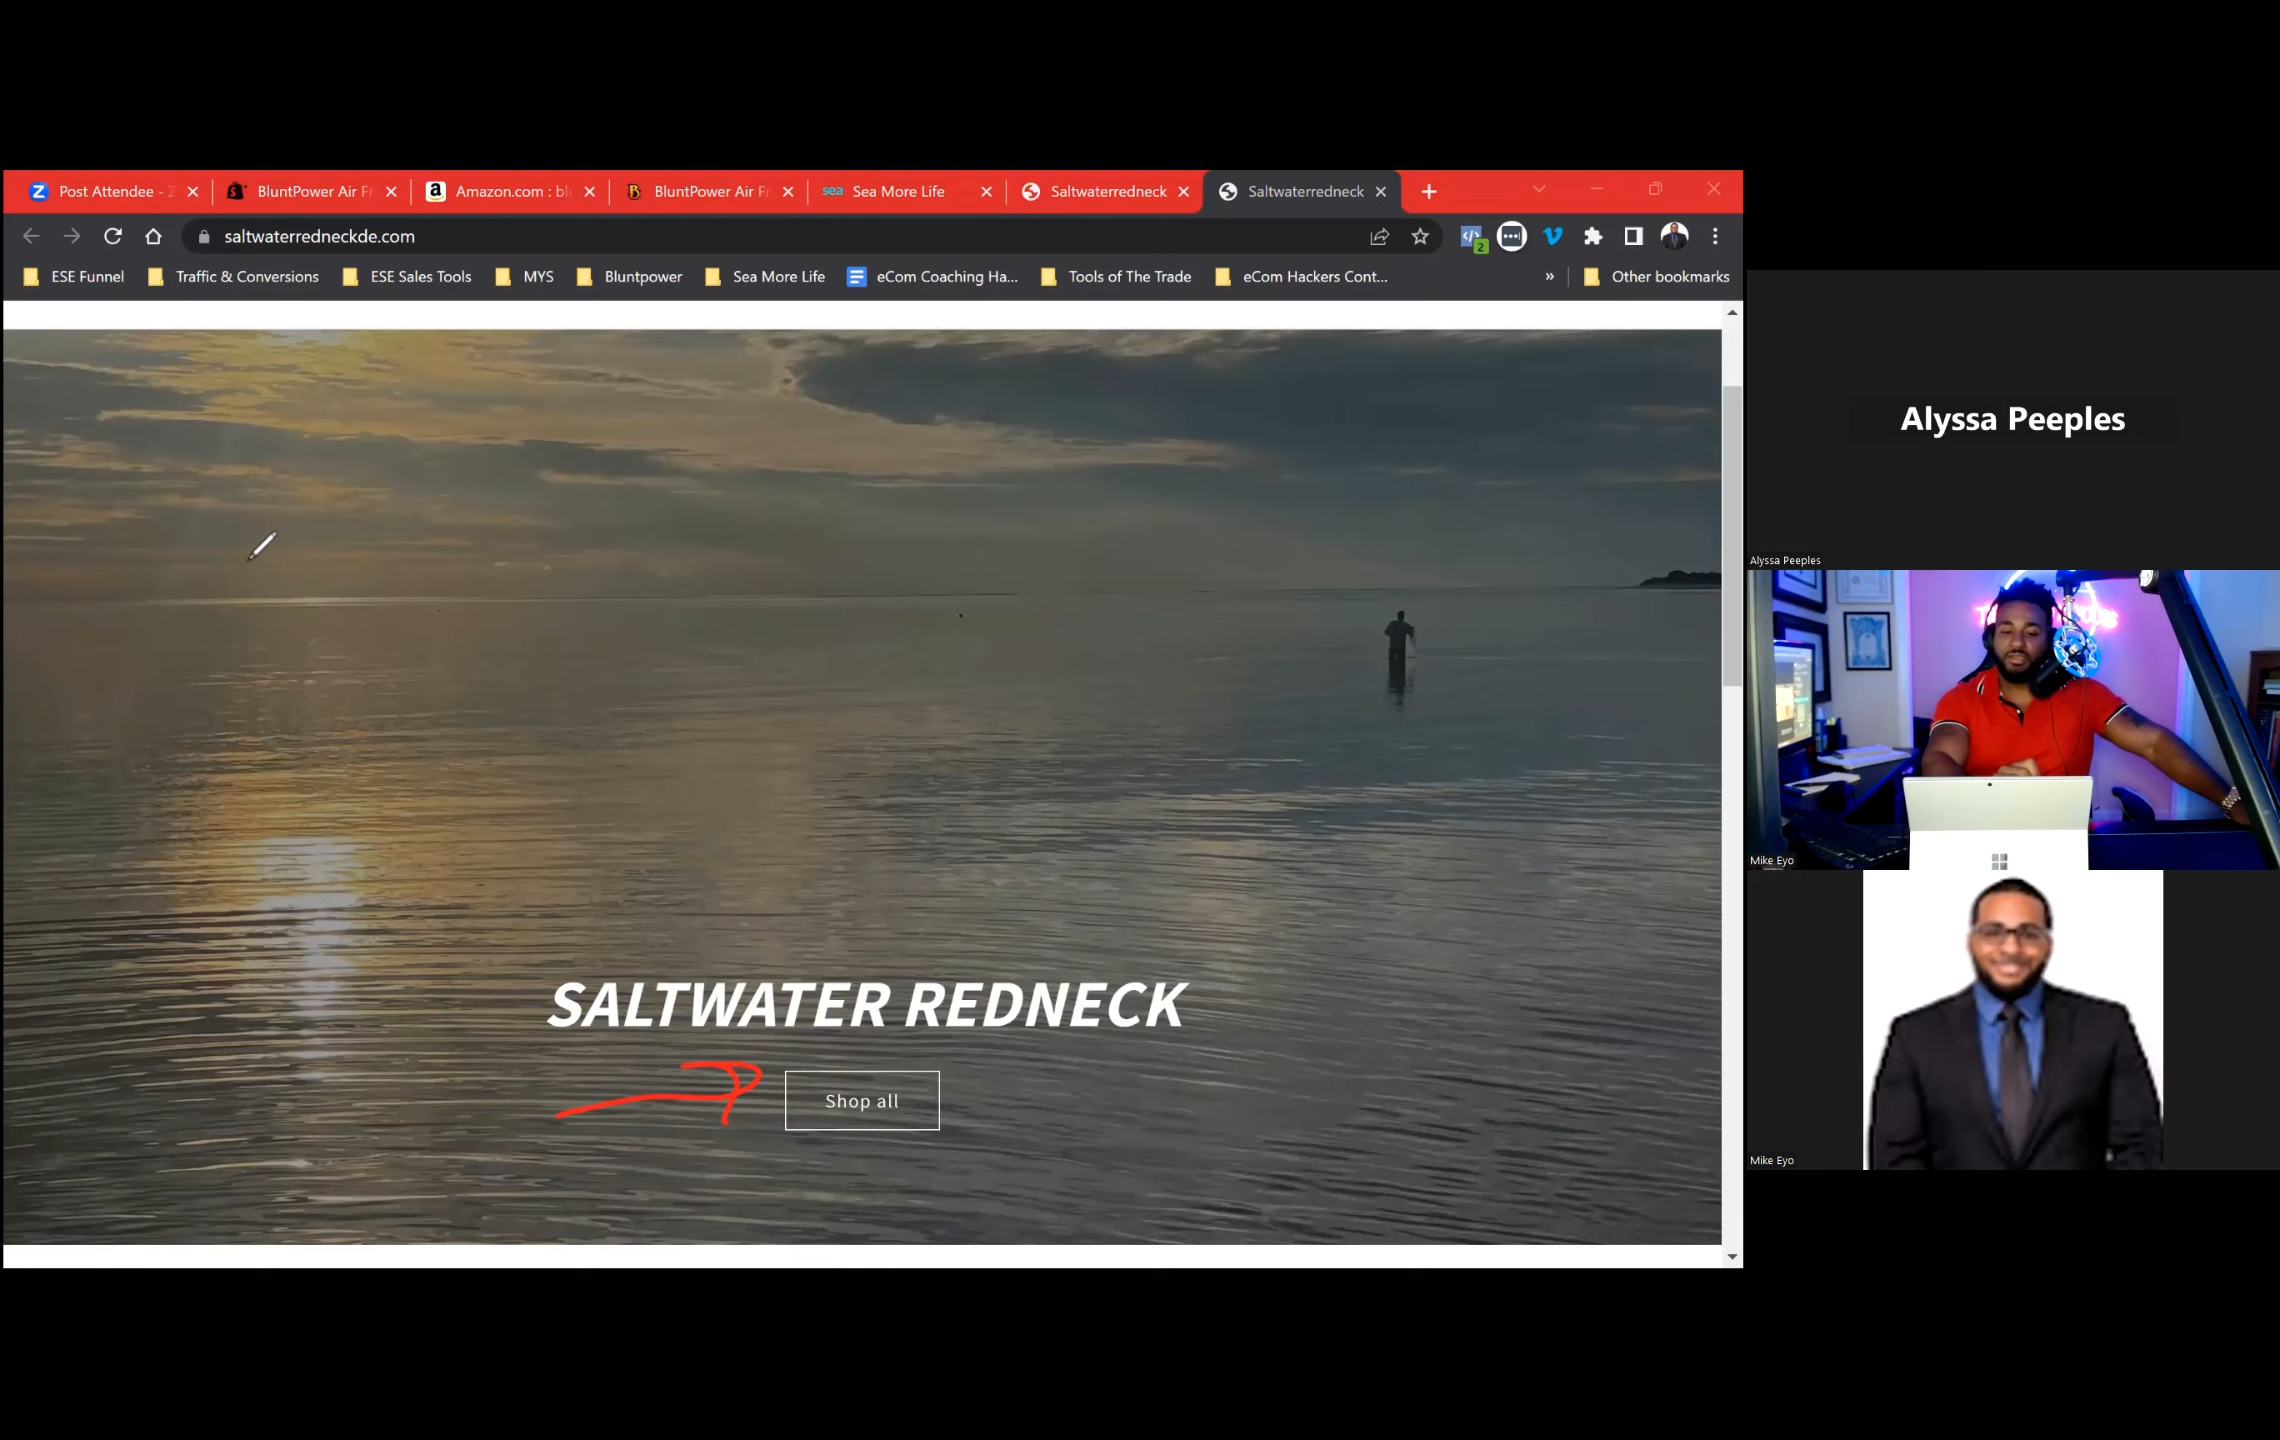 Post Attendee - Z
BluntPower Air Fr
Amazon.com : bl
BluntPower Air Fr
sea Sea More Life
Saltwaterredneck
Saltwaterredneck
saltwaterredneckde.com
2
ESE Funnel
Traffic & Conversions
ESE Sales Tools
MYS
Bluntpower
Sea More Life
eCom Coaching Ha...
Tools of The Trade
eCom Hackers Cont...
»
Other bookmarks
Alyssa Peeples
Alyssa Peeples
Mike Eyo
SALTWATER REDNECK
Shop all
Mike Eyo